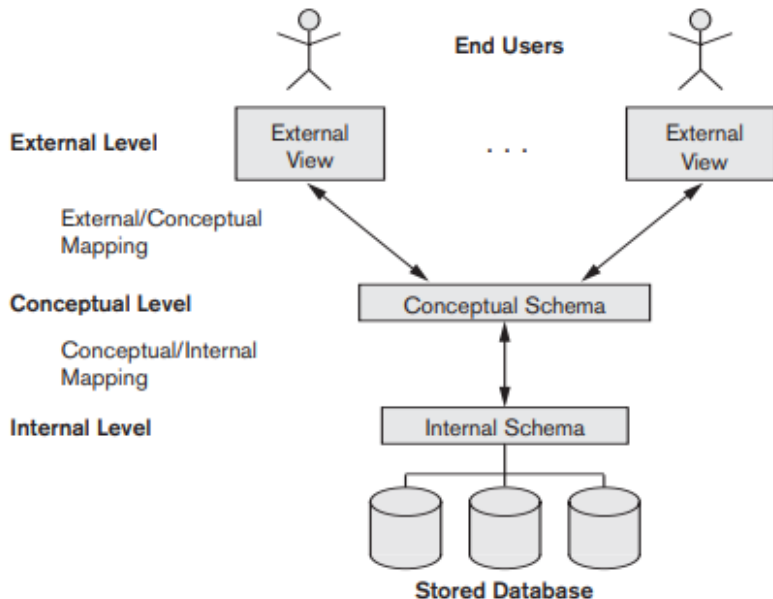 End Users
External Level
External
View
. . .
External
View
External/Conceptual
Mapping
Conceptual Level
Conceptual Schema
Conceptual/Internal
Mapping
Internal Level
Internal Schema
Stored Database